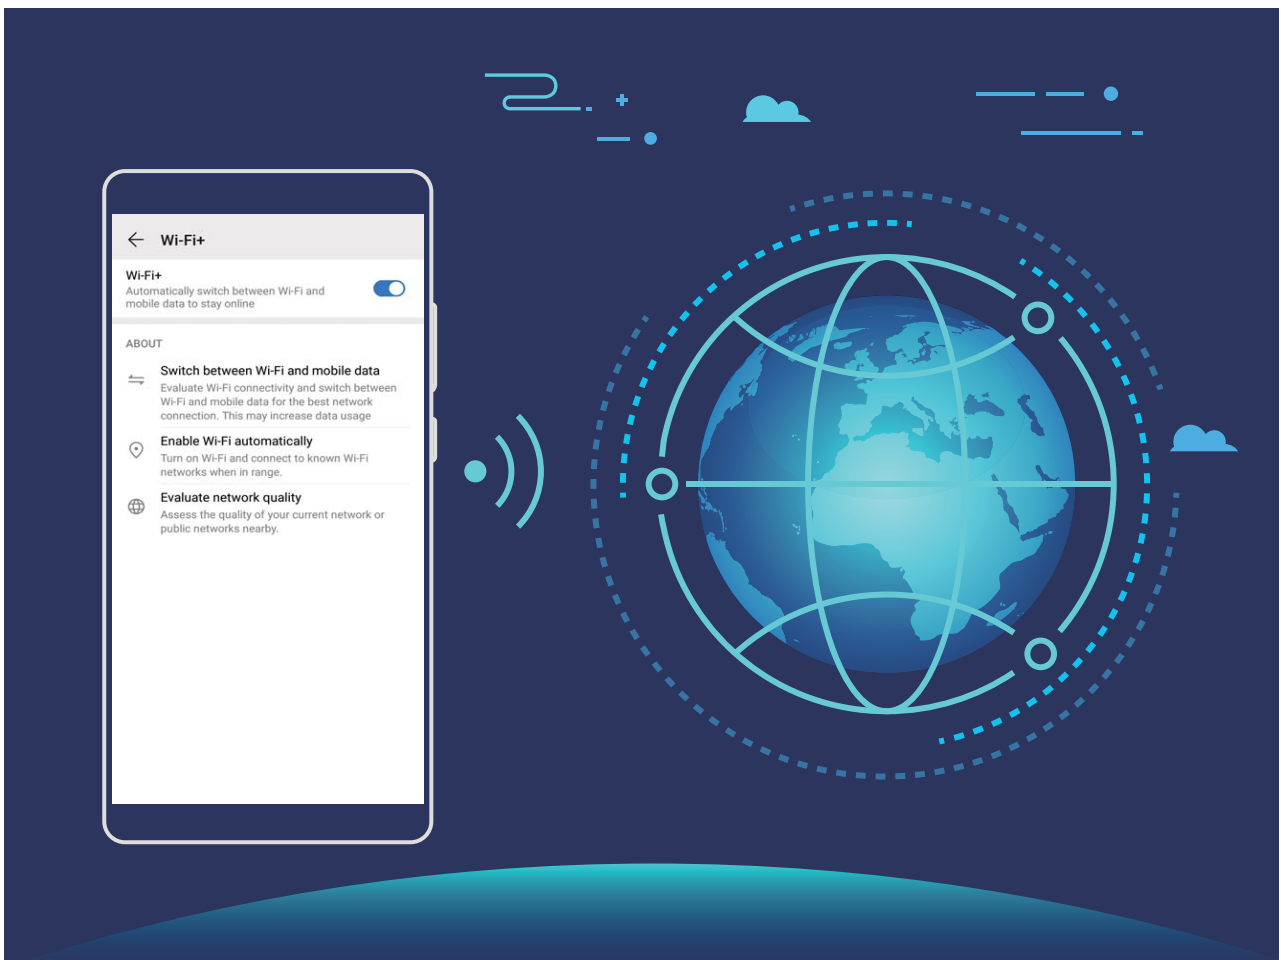 Wi-Fi+
Wi-Fi+
Automatically switch between Wi-Fi and
mobile data to stay online
ABOUT
Switch between Wi-Fi and mobile data
Evaluate Wi-Fi connectivity and switch between
Wi-Fi and mobile data for the best network
connection. This may increase data usage
Enable Wi-Fi automatically
Turn on Wi-Fi and connect to known Wi-Fi
networks when in range.
Evaluate network quality
Assess the quality of your current network or
public networks nearby.